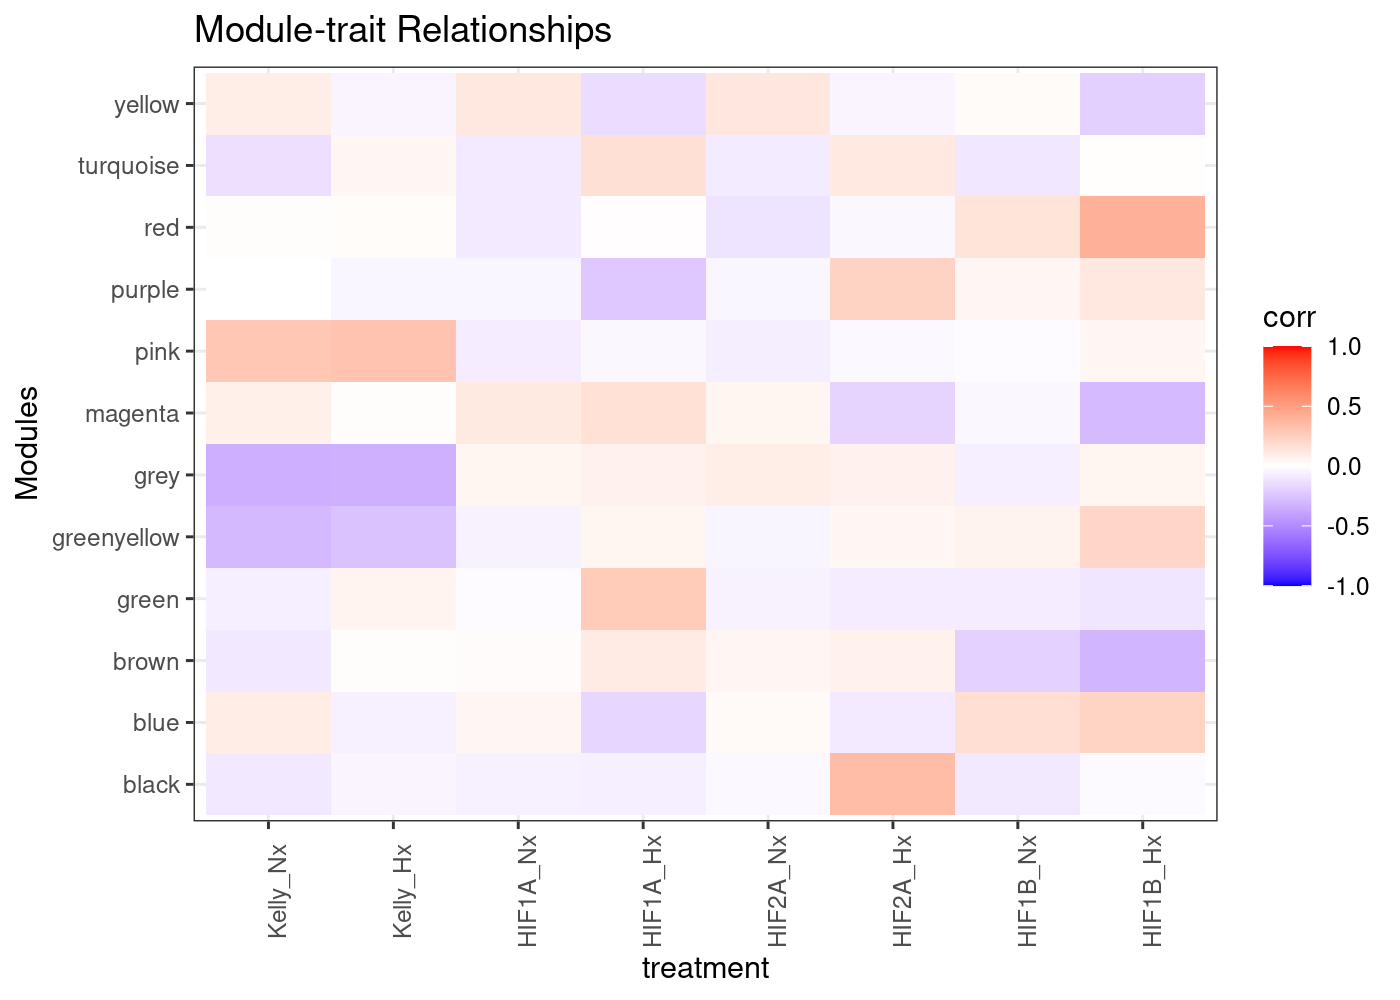 Module-trait Relationships
Modules
yellow
turquoise
red
purple
pink
magenta
grey
greenyellow
green
brown
blue
black
Kelly_Nx
Kelly_Hx
HIF1A_Nx
HIF1A_Hx
HIF2A_Nx
HIF2A_Hx
HIF1B_Nx
HIF1B_Hx
treatment
corr
1.0
0.5
0.0
-0.5
-1.0